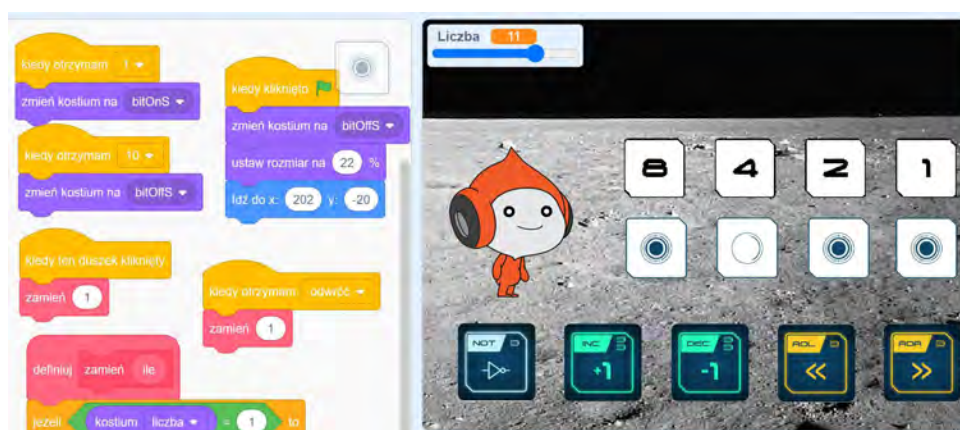 kiedy otrzymam 1
zmień kostium na bitOnS
kiedy otrzymam 10
zmień kostium na bitOffS
kiedy ten duszek kliknięty
zamień 1
definiuj zamień ile
jeżeli kostium liczba = 1 to
kiedy kliknięto
zmień kostium na bitOffS
ustaw rozmiar na 22 %
Idź do x: 202 y: -20
kiedy otrzymam odwróć
zamień 1
Liczba 11
8 4 2 1
NOT INC DEC ROL ROR
+1 -1 << >>